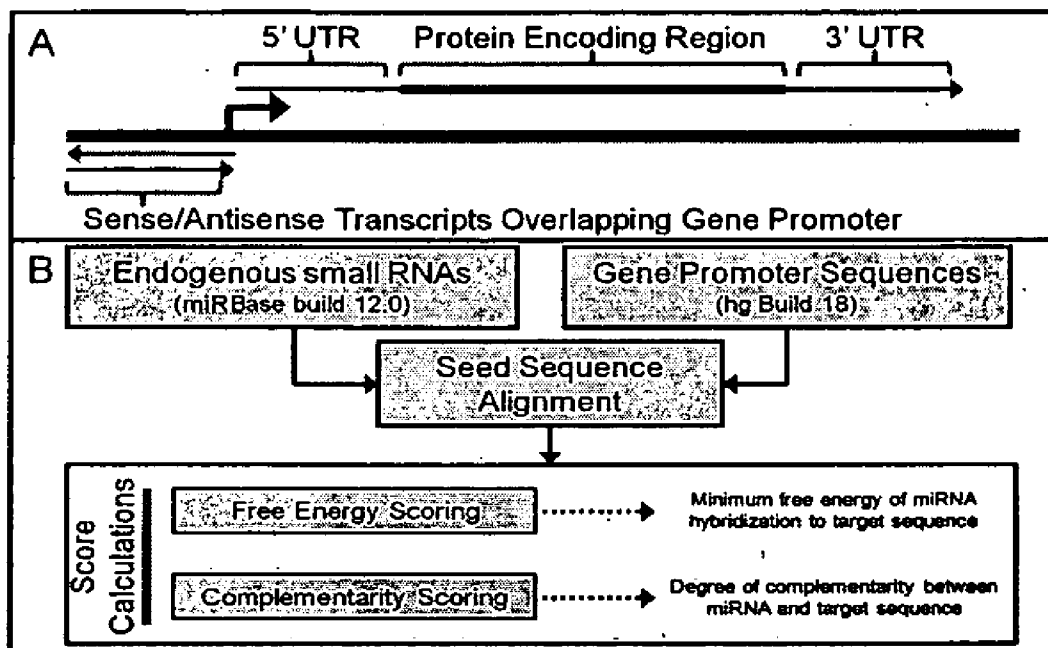 A
5' UTR
Protein Encoding Region
3' UTR
Sense/Antisense Transcripts Overlapping Gene Promoter
B
Endogenous small RNAs
(miRBase build 12.0)
Gene Promoter Sequences
(hg Build 18)
Seed Sequence
Alignment
Score
Calculations
Free Energy Scoring
Minimum free energy of miRNA
hybridization to target sequence
Complementarity Scoring
Degree of complementarity between
miRNA and target sequence